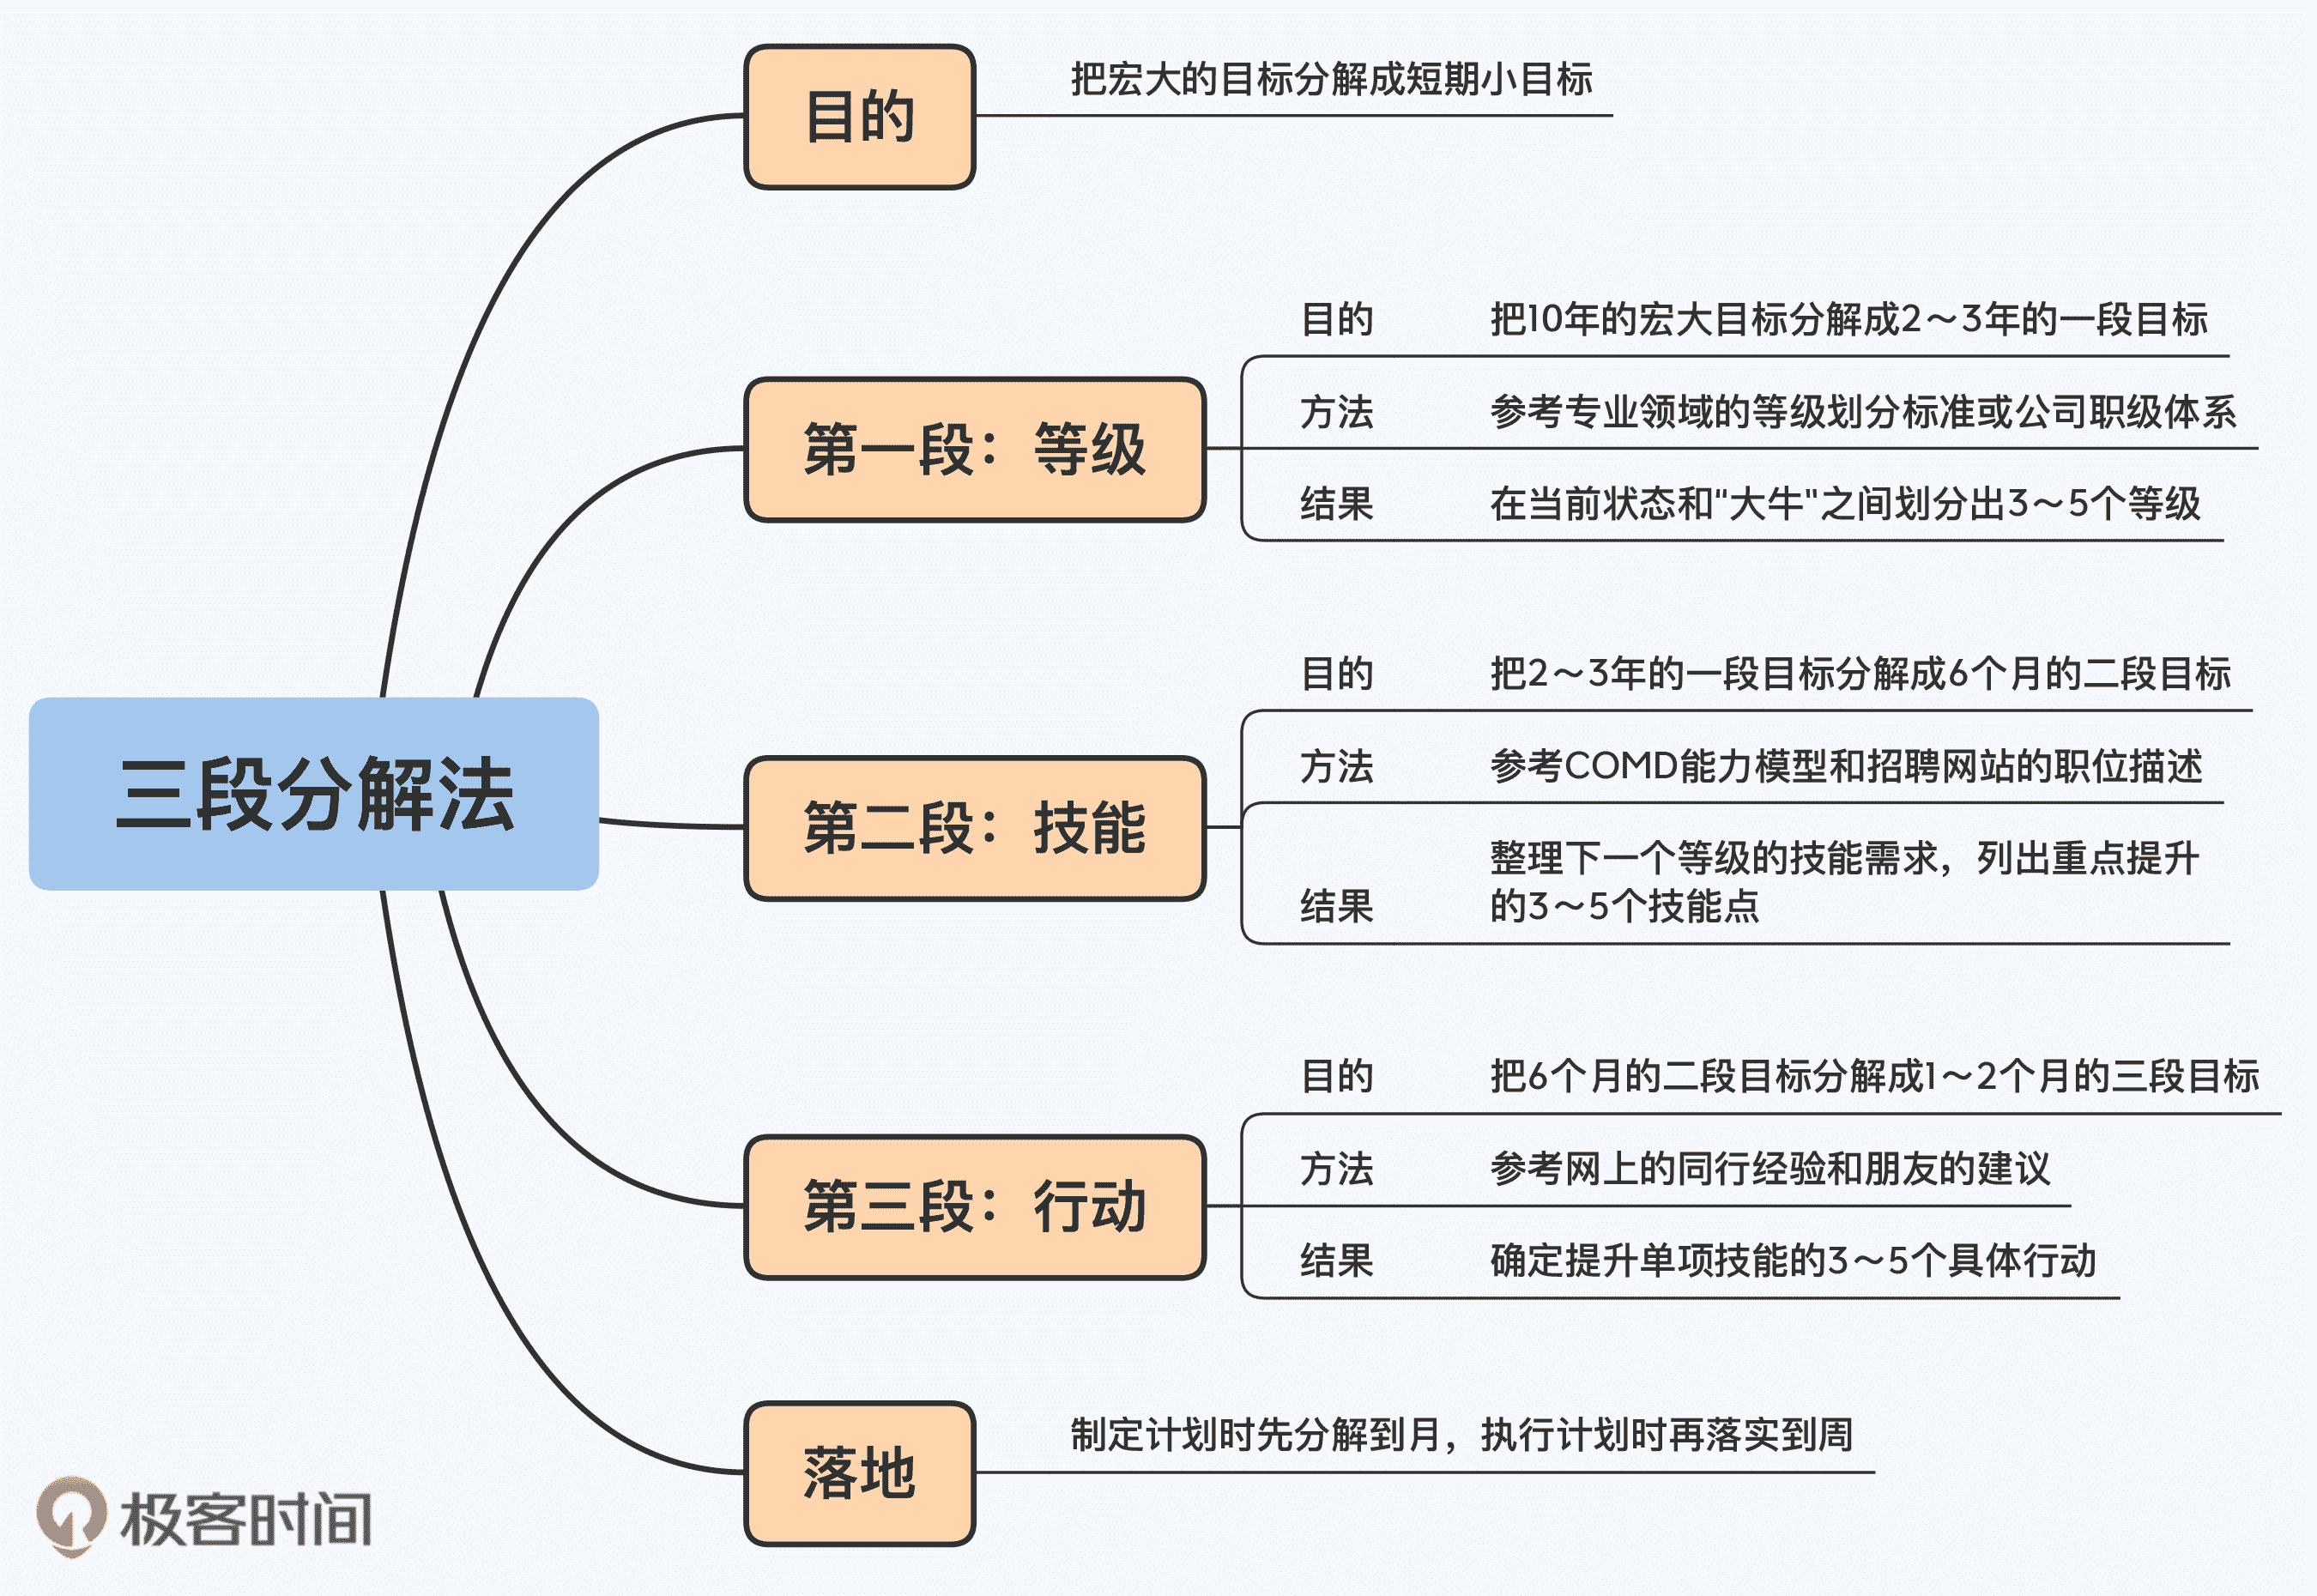 目的
把宏大的目标分解成短期小目标
第一段：等级
目的
把10年的宏大目标分解成2～3年的一段目标
方法
参考专业领域的等级划分标准或公司职级体系
结果
在当前状态和"大牛"之间划分出3～5个等级
三段分解法
第二段：技能
目的
把2～3年的一段目标分解成6个月的二段目标
方法
参考COMD能力模型和招聘网站的职位描述
结果
整理下一个等级的技能需求，列出重点提升
的3～5个技能点
第三段：行动
目的
把6个月的二段目标分解成1～2个月的三段目标
方法
参考网上的同行经验和朋友的建议
结果
确定提升单项技能的3～5个具体行动
落地
制定计划时先分解到月，执行计划时再落实到周
极客时间